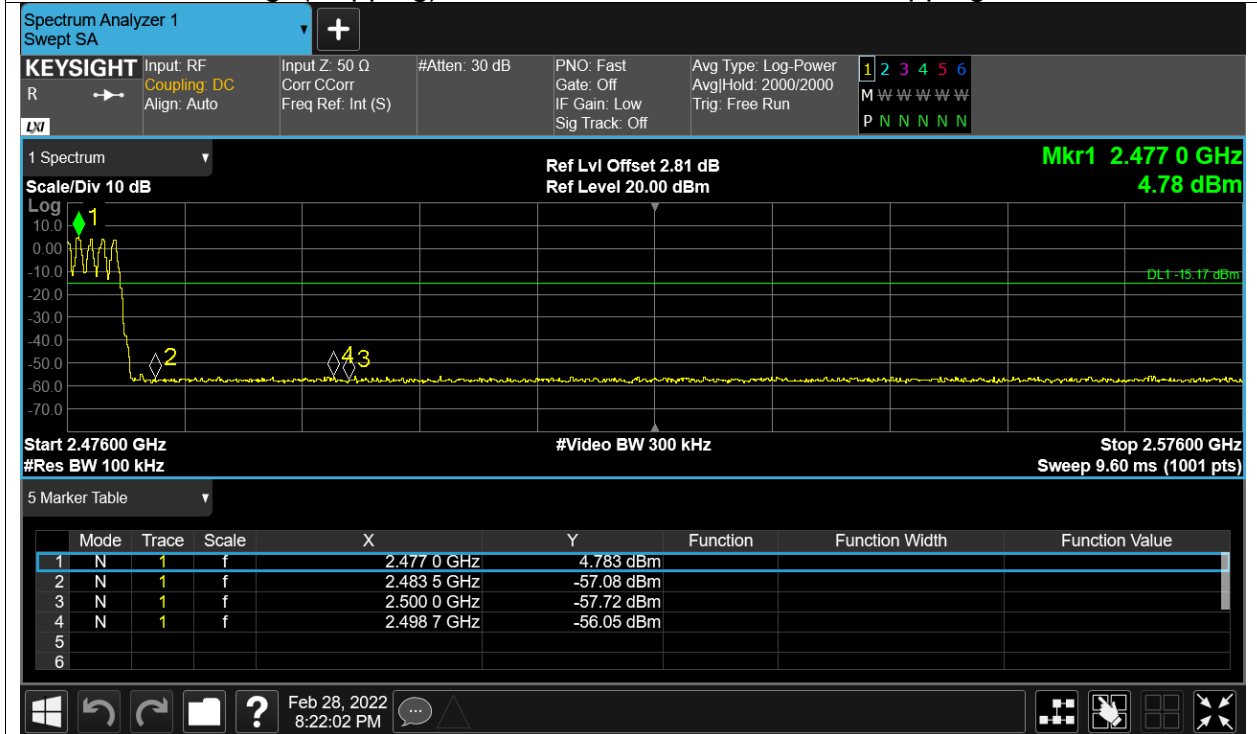 Spectrum Analyzer 1
Swept SA
+
KEYSIGHT
R
LXI
Input: RF
Coupling: DC
Align: Auto
Input Z: 50 Ω
Corr CCorr
Freq Ref: Int (S)
#Atten: 30 dB
PNO: Fast
Gate: Off
IF Gain: Low
Sig Track: Off
Avg Type: Log-Power
Avg|Hold: 2000/2000
Trig: Free Run
1 2 3 4 5 6
M W W W W W
P N N N N N
1 Spectrum
Scale/Div 10 dB
Ref Lvl Offset 2.81 dB
Ref Level 20.00 dBm
Mkr1 2.477 0 GHz
4.78 dBm
Log
10.0
0.00
-10.0
-20.0
-30.0
-40.0
-50.0
-60.0
-70.0
1
2
4 3
DL1 -15.17 dBm
Start 2.47600 GHz
#Res BW 100 kHz
#Video BW 300 kHz
Stop 2.57600 GHz
Sweep 9.60 ms (1001 pts)
5 Marker Table
Mode Trace Scale X Y Function Function Width Function Value
1 N 1 f 2.477 0 GHz 4.783 dBm
2 N 1 f 2.483 5 GHz -57.08 dBm
3 N 1 f 2.500 0 GHz -57.72 dBm
4 N 1 f 2.498 7 GHz -56.05 dBm
5
6
?
Feb 28, 2022
8:22:02 PM